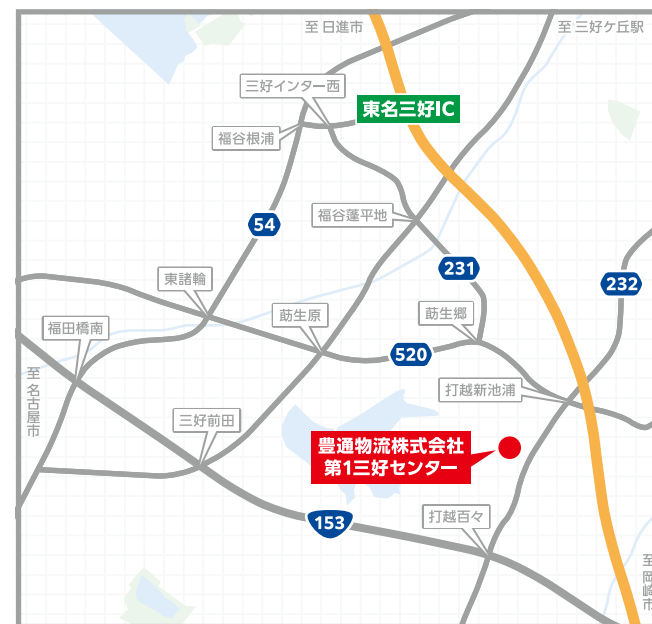 至 日進市
至 三好ケ丘駅
三好インター西
東名三好IC
福谷根浦
福谷蓬平地
54
231
232
東諸輪
莇生原
莇生郷
福田橋南
520
至 名古屋市
打越新池浦
三好前田
豊通物流株式会社
第1三好センター
153
打越百々
至 岡崎市